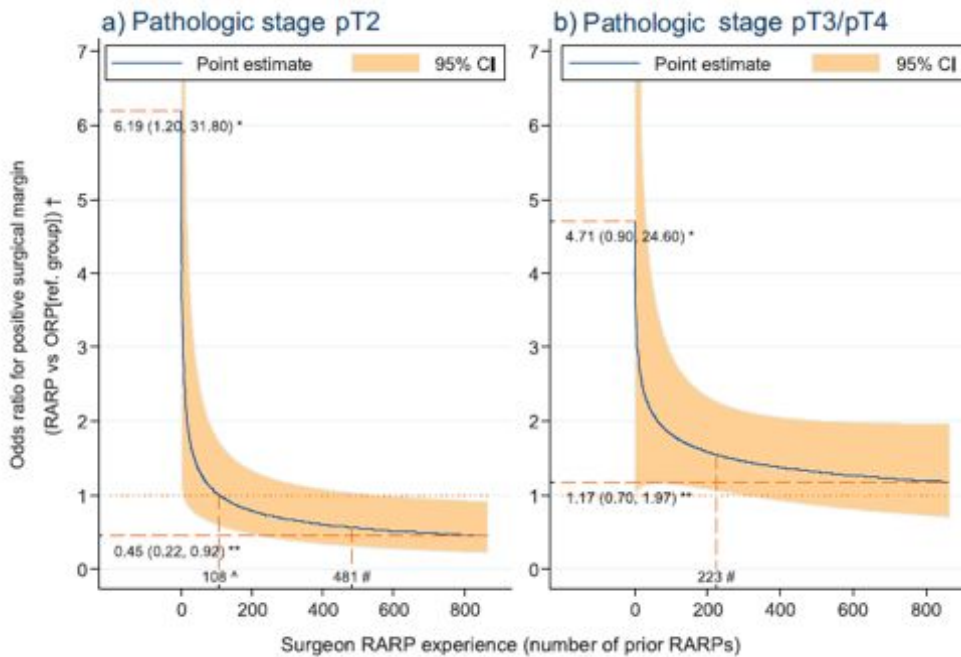 a) Pathologic stage pT2
b) Pathologic stage pT3/pT4
Odds ratio for positive surgical margin
(RARP vs ORP[ref. group]) †
Point estimate 95% CI
7
6
5
4
3
2
1
0
6.19 (1.20, 31.80) *
0.45 (0.22, 0.92) **
108 ^ 481 #
0 200 400 600 800
Point estimate 95% CI
7
6
5
4
3
2
1
0
4.71 (0.90, 24.60) *
1.17 (0.70, 1.97) **
223 #
0 200 400 600 800
Surgeon RARP experience (number of prior RARPs)